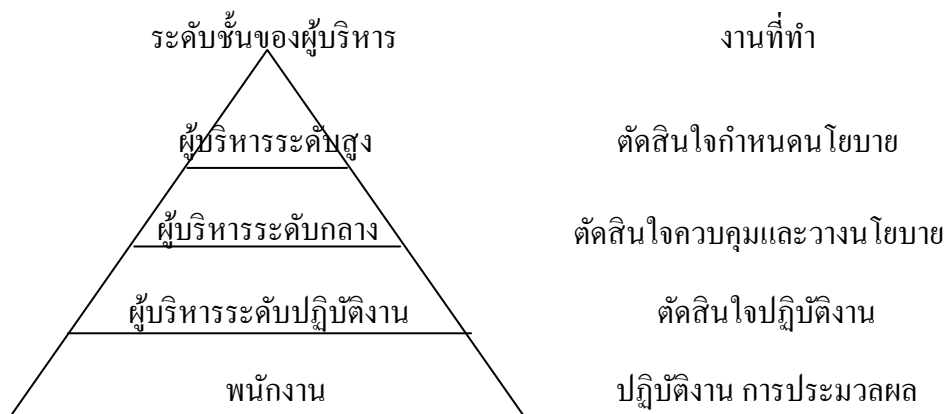 ระดับชั้นของผู้บริหาร งานที่ทำ
ผู้บริหารระดับสูง ตัดสินใจกำหนดนโยบาย
ผู้บริหารระดับกลาง ตัดสินใจควบคุมและวางนโยบาย
ผู้บริหารระดับปฏิบัติงาน ตัดสินใจปฏิบัติงาน
พนักงาน ปฏิบัติงาน การประมวลผล